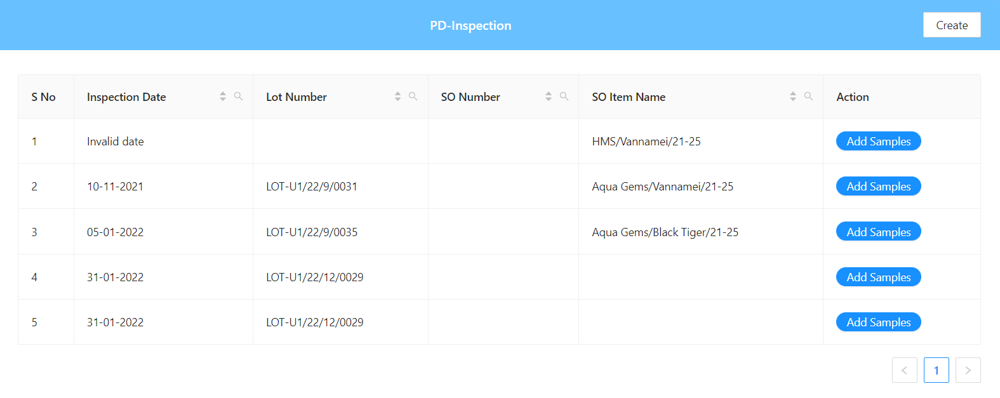 PD-Inspection
Create
S No Inspection Date Lot Number SO Number SO Item Name Action
1 Invalid date HMS/Vannamei/21-25 Add Samples
2 10-11-2021 LOT-U1/22/9/0031 Aqua Gems/Vannamei/21-25 Add Samples
3 05-01-2022 LOT-U1/22/9/0035 Aqua Gems/Black Tiger/21-25 Add Samples
4 31-01-2022 LOT-U1/22/12/0029 Add Samples
5 31-01-2022 LOT-U1/22/12/0029 Add Samples
< 1 >